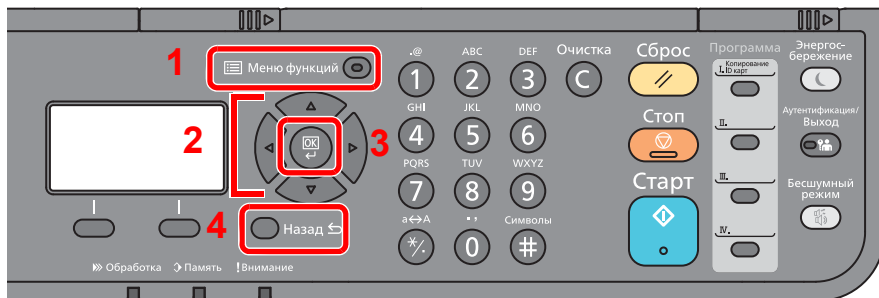 1
Меню функций
2
OK
3
4
Назад
Обработка
Память
!Внимание
.@
ABC
DEF
Очистка
1
2
3
C
GHI
JKL
MNO
4
5
6
PQRS
TUV
WXYZ
7
8
9
a↔A
.,
Символы
*/.
0
#
Сброс
Стоп
Старт
Программа
I. Копирование
ID карт
II.
III.
IV.
Энергос-
бережение
Аутентификация/
Выход
Бесшумный
режим